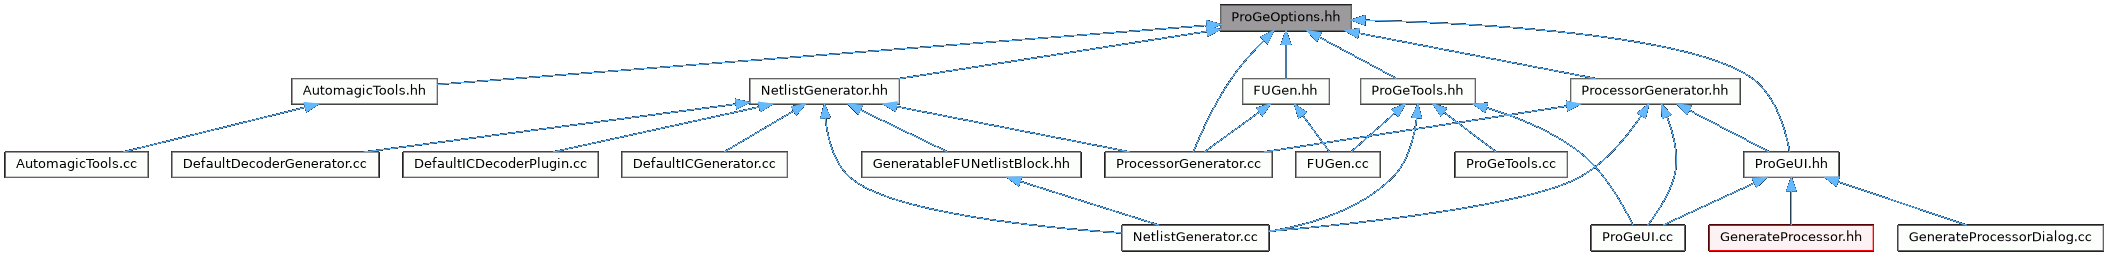 ProGeOptions.hh
AutomagicTools.hh
NetlistGenerator.hh
FUGen.hh
ProGeTools.hh
ProcessorGenerator.hh
AutomagicTools.cc
DefaultDecoderGenerator.cc
DefaultICDecoderPlugin.cc
DefaultICGenerator.cc
GeneratableFUNetlistBlock.hh
ProcessorGenerator.cc
FUGen.cc
ProGeTools.cc
ProGeUI.hh
NetlistGenerator.cc
ProGeUI.cc
GenerateProcessor.hh
GenerateProcessorDialog.cc